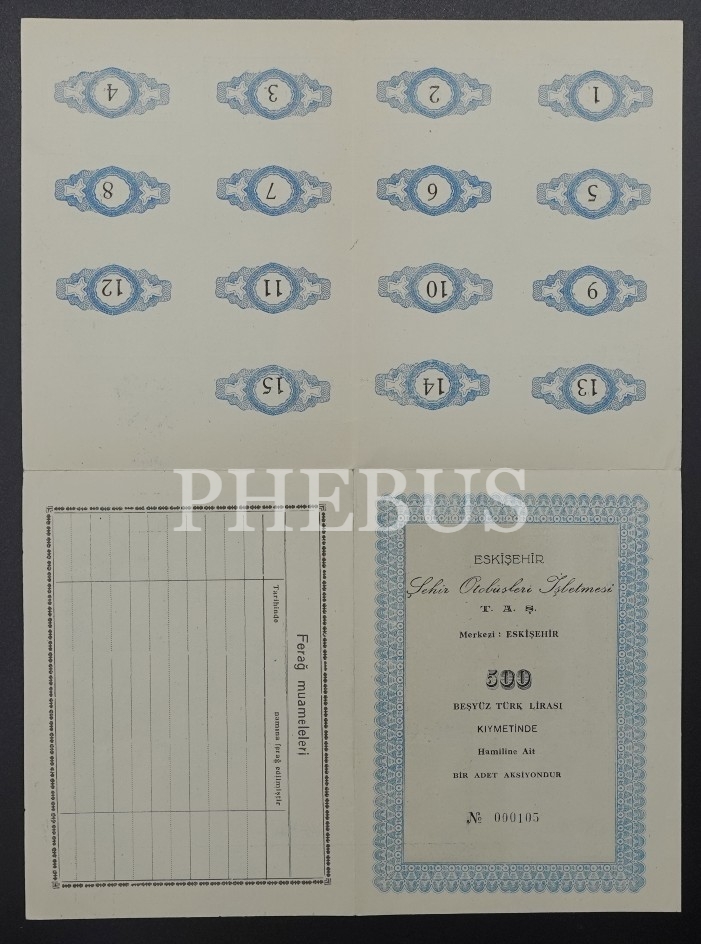 4 3. 2 1.
8 7 6 5
12 11 10 9
15 14 13
PHEBUS
ESKİŞEHİR
Şehir Otobüsleri İşletmesi
T. A. Ş.
Merkezi : ESKİŞEHİR
500
BEŞYÜZ TÜRK LİRASI
KIYMETİNDE
Hamiline Ait
BİR ADET AKSİYONDUR
№ 000105
Ferağ muameleleri
Tarihinde namına ferağ edilmiştir